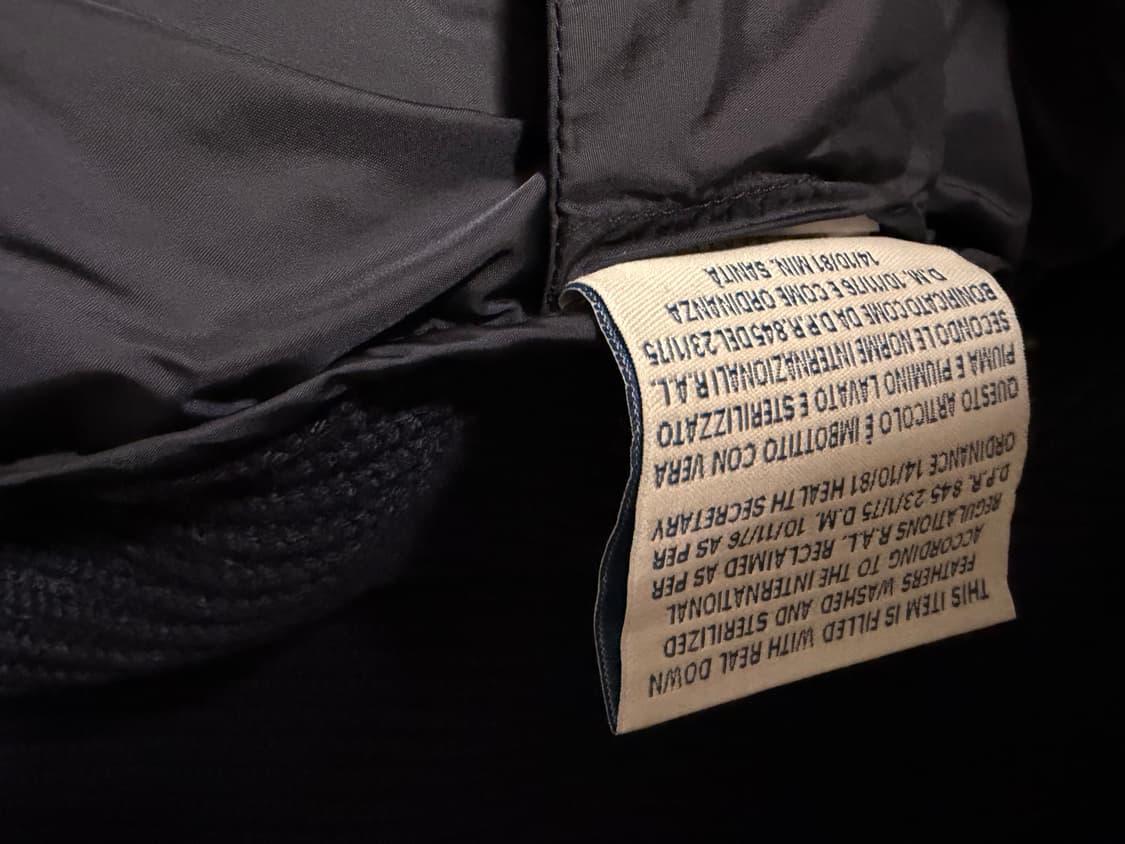 THIS ITEM IS FILLED WITH REAL DOWN
FEATHERS WASHED AND STERILIZED
ACCORDING TO THE INTERNATIONAL
REGULATIONS R.A.L. RECLAIMED AS PER
D.P.R. 845 23/1/75 D.M. 10/11/76 AS PER
ORDINANCE 14/10/81 HEALTH SECRETARY
QUESTO ARTICOLO È IMBOTTITO CON VERA
PIUMA E PIUMINO LAVATO E STERILIZZATO
SECONDO LE NORME INTERNAZIONALI R.A.L.
BONIFICATO COME DA D.P.R. 845 DEL 23/1/75
D.M. 10/11/76 E COME ORDINANZA
14/10/81 MIN. SANITÀ